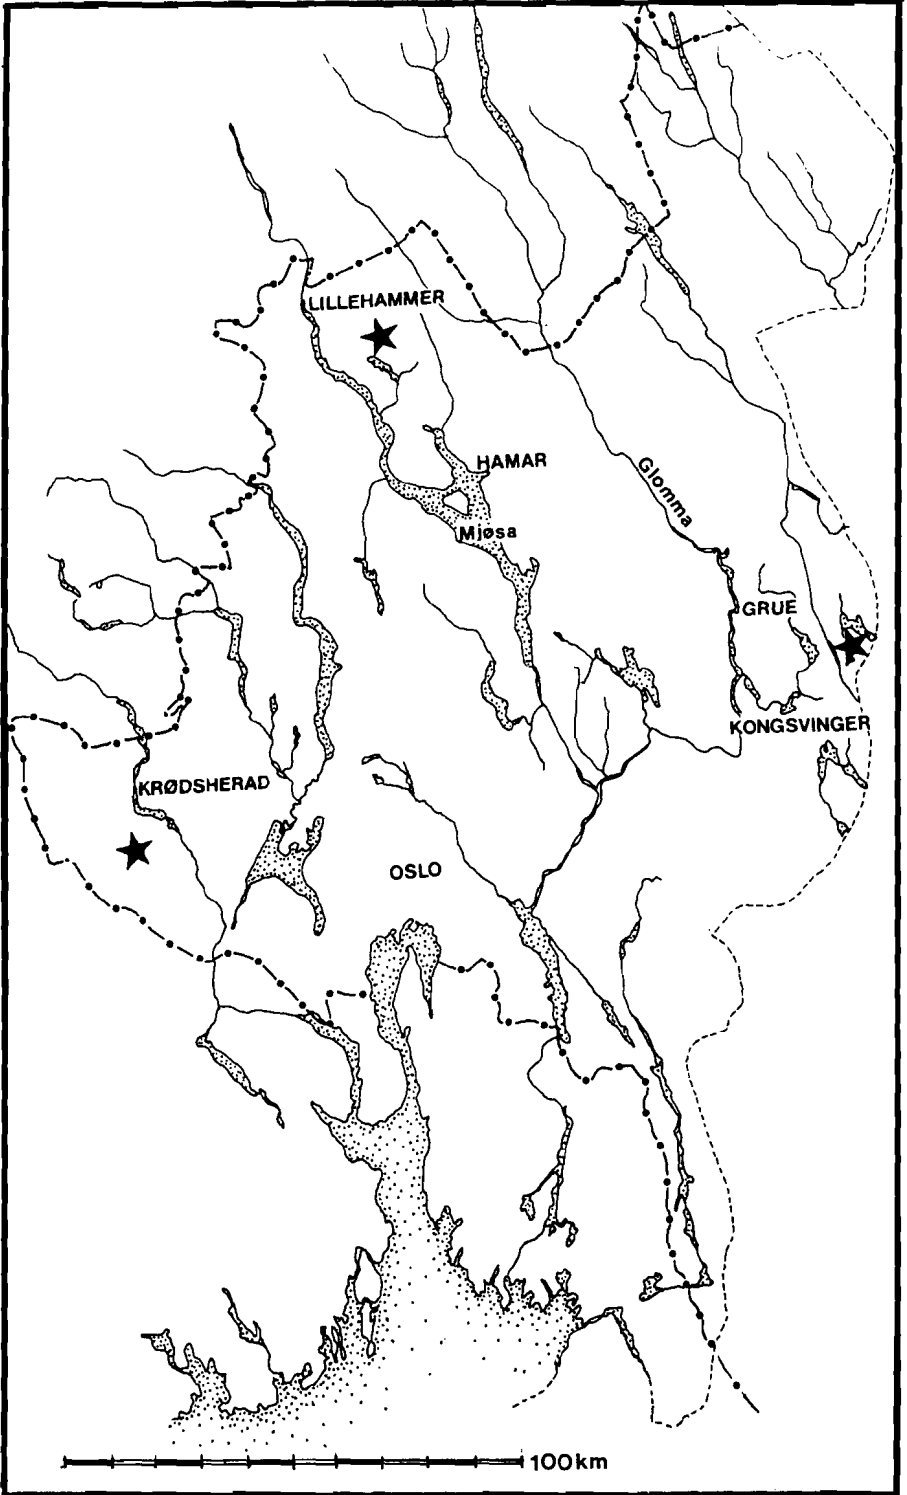 LILLEHAMMER
HAMAR
Glomma
Mjøsa
GRUE
KONGSVINGER
KRØDSHERAD
OSLO
100km